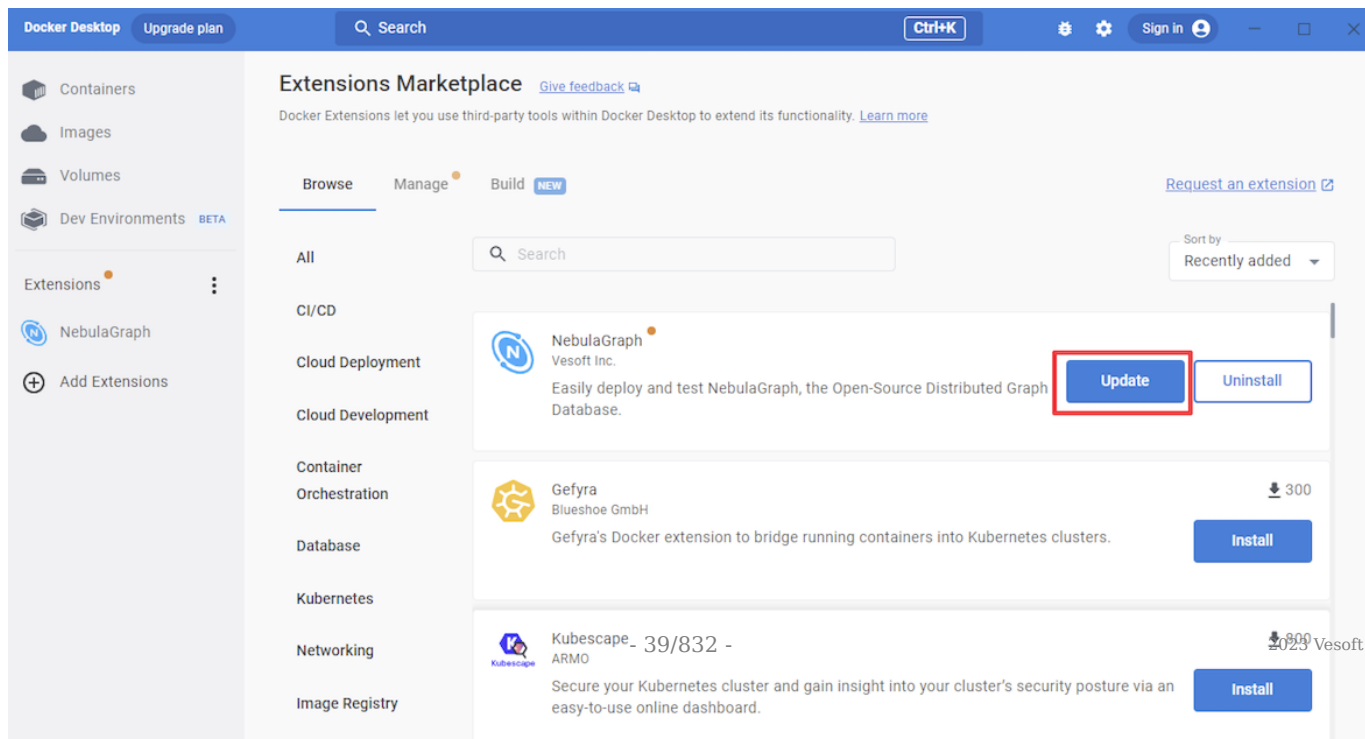 Docker Desktop Upgrade plan Search Ctrl+K Sign in
Containers
Images
Volumes
Dev Environments BETA
Extensions
NebulaGraph
Add Extensions
Extensions Marketplace Give feedback
Docker Extensions let you use third-party tools within Docker Desktop to extend its functionality. Learn more
Browse Manage Build NEW Request an extension
All
CI/CD
Cloud Deployment
Cloud Development
Container
Orchestration
Database
Kubernetes
Networking
Image Registry
Search
Sort by
Recently added
NebulaGraph
Vesoft Inc.
Easily deploy and test NebulaGraph, the Open-Source Distributed Graph
Database.
Update Uninstall
Gefyra 300
Blueshoe GmbH
Gefyra's Docker extension to bridge running containers into Kubernetes clusters.
Install
Kubescape
Kubescape
ARMO
Secure your Kubernetes cluster and gain insight into your cluster's security posture via an
easy-to-use online dashboard.
Install
- 39/832 -
2023 Vesoft